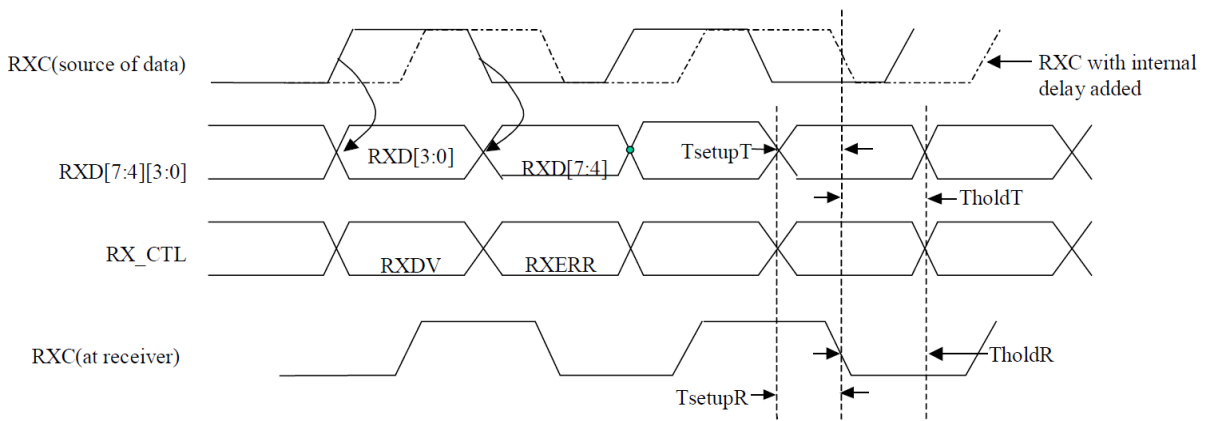 RXC(source of data)
RXC with internal
delay added
RXD[7:4][3:0]
RXD[3:0]
RXD[7:4]
TsetupT
TholdT
RX_CTL
RXDV
RXERR
RXC(at receiver)
TholdR
TsetupR